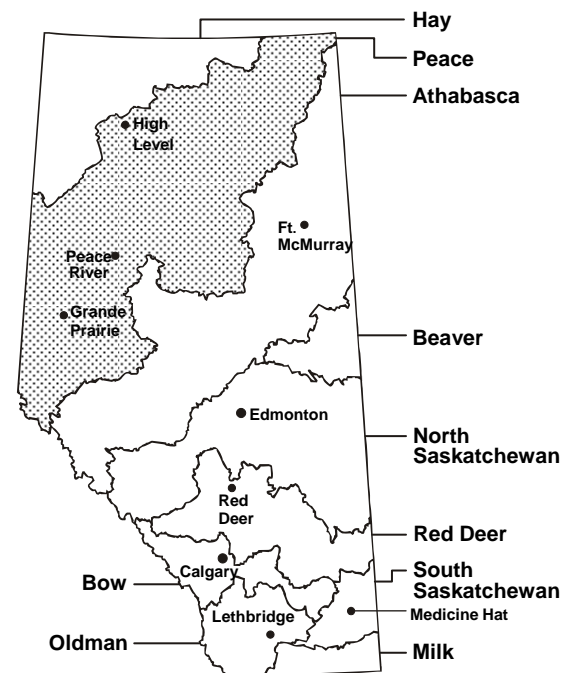 Hay
Peace
Athabasca
High
Level
Ft.
McMurray
Peace
River
Grande
Prairie
Beaver
Edmonton
North
Saskatchewan
Red
Deer
Red Deer
South
Saskatchewan
Calgary
Bow
Medicine Hat
Lethbridge
Oldman
Milk